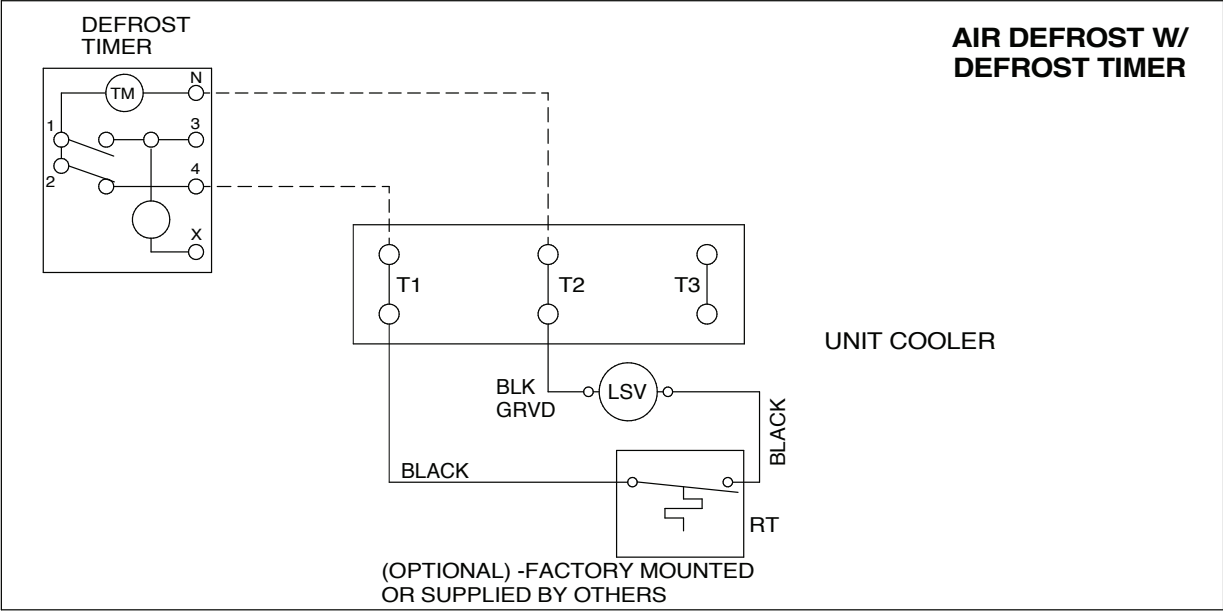 DEFROST
TIMER
AIR DEFROST W/
DEFROST TIMER
TM
N
1
3
2
4
X
T1
T2
T3
UNIT COOLER
BLK
GRVD
LSV
BLACK
BLACK
RT
(OPTIONAL) -FACTORY MOUNTED
OR SUPPLIED BY OTHERS